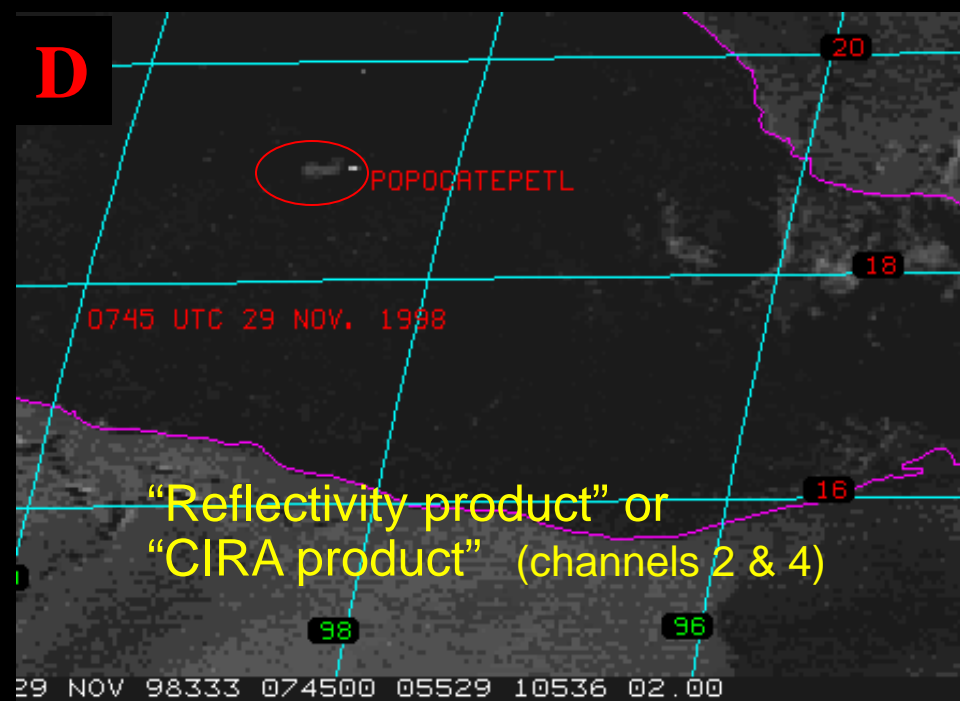 D
20
POPOCATEPETL
18
0745 UTC 29 NOV. 1998
“Reflectivity product” or
16
“CIRA product” (channels 2 & 4)
98
96
29 NOV 98333 074500 05529 10536 02.00